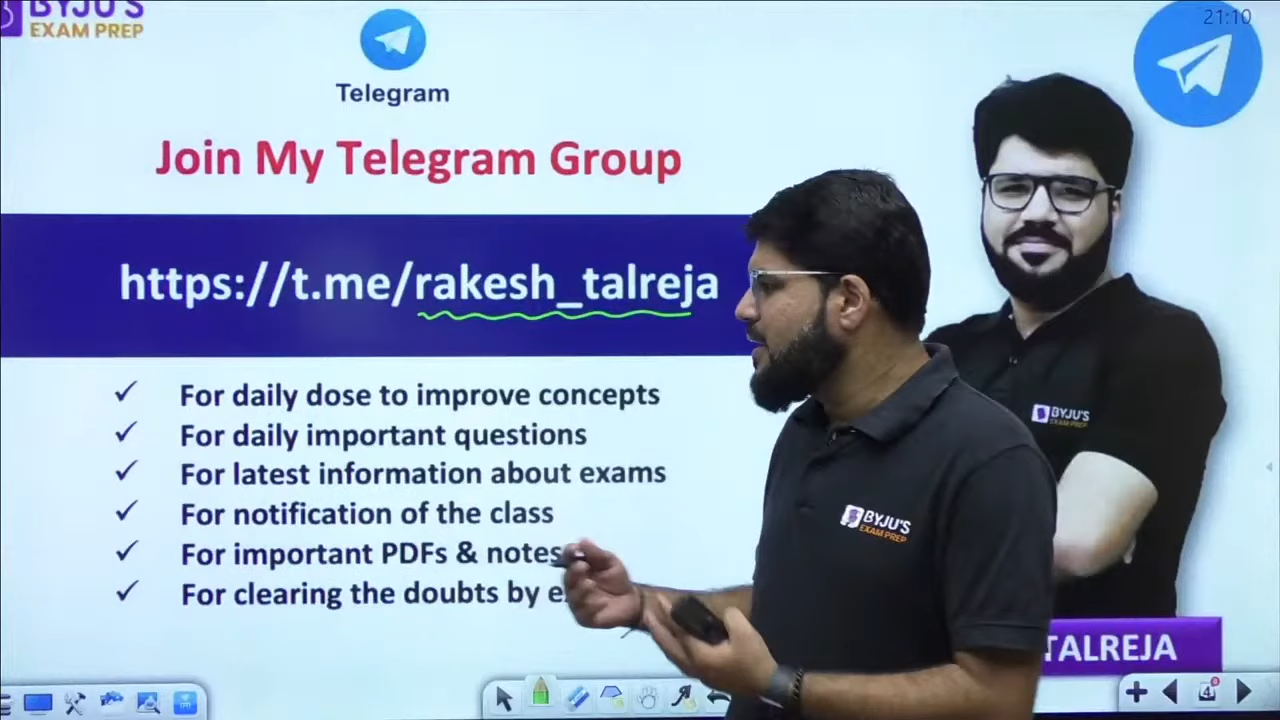 BYJU'S
EXAM PREP
21:10
Telegram
Join My Telegram Group
https://t.me/rakesh_talreja
✓ For daily dose to improve concepts
✓ For daily important questions
✓ For latest information about exams
✓ For notification of the class
✓ For important PDFs & notes
✓ For clearing the doubts by
BYJU'S
EXAM PREP
BYJU'S
EXAM PREP
TALREJA